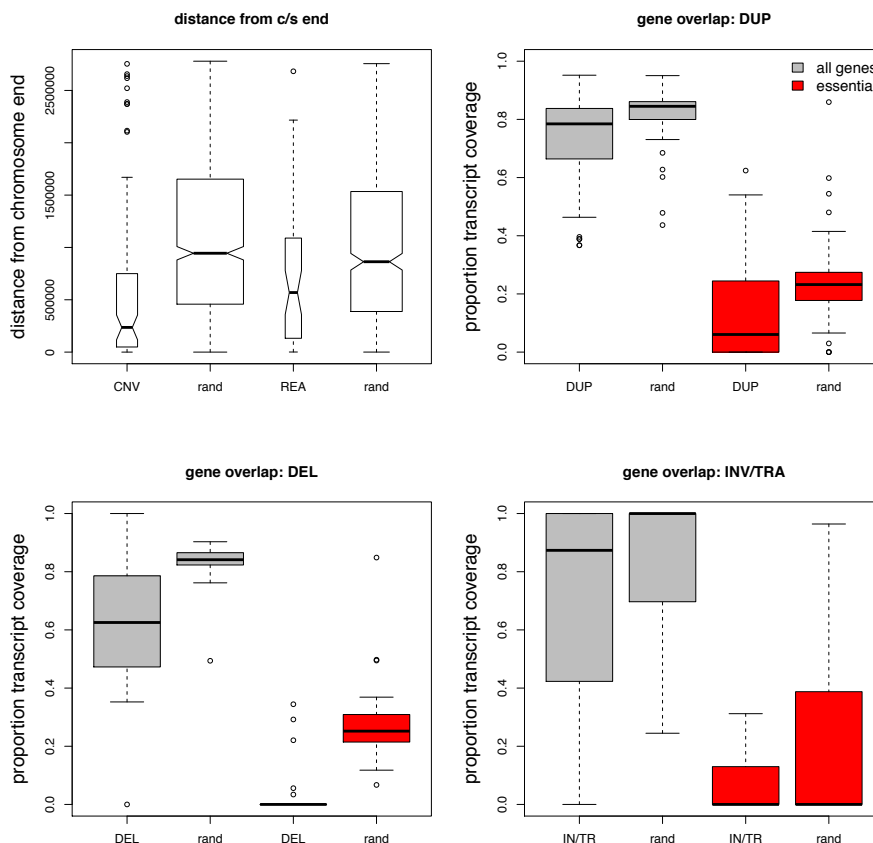 distance from c/s end
distance from chromosome end
2500000
1500000
500000
0
CNV
rand
REA
rand
gene overlap: DUP
proportion transcript coverage
1.0
0.8
0.6
0.4
0.2
0.0
all genes
essentia
DUP
rand
DUP
rand
gene overlap: DEL
proportion transcript coverage
1.0
0.8
0.6
0.4
0.2
0.0
DEL
rand
DEL
rand
gene overlap: INV/TRA
proportion transcript coverage
1.0
0.8
0.6
0.4
0.2
0.0
IN/TR
rand
IN/TR
rand